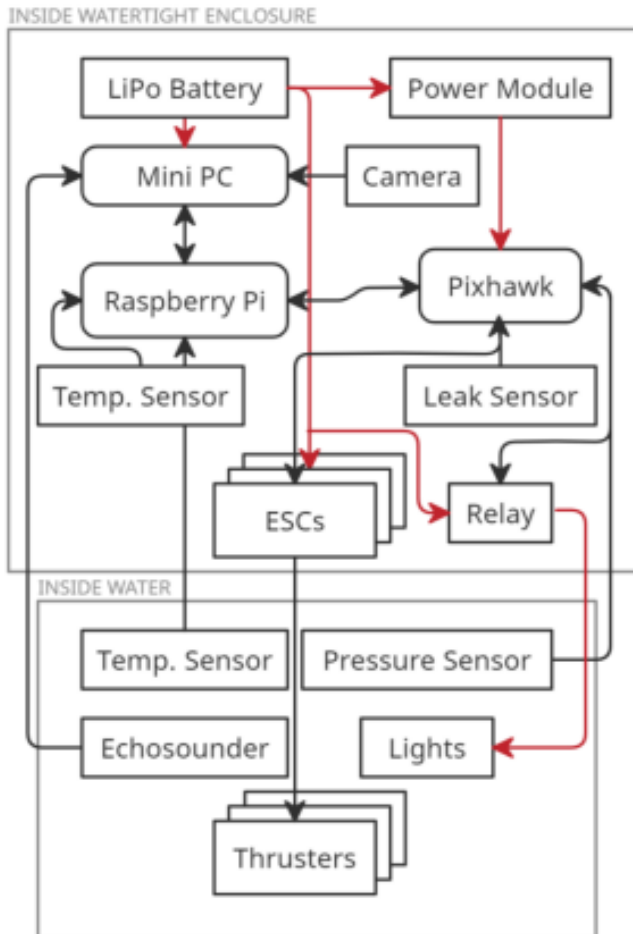 INSIDE WATERTIGHT ENCLOSURE
LiPo Battery
Power Module
Mini PC
Camera
Raspberry Pi
Pixhawk
Temp. Sensor
Leak Sensor
ESCs
Relay
INSIDE WATER
Temp. Sensor
Pressure Sensor
Echosounder
Lights
Thrusters